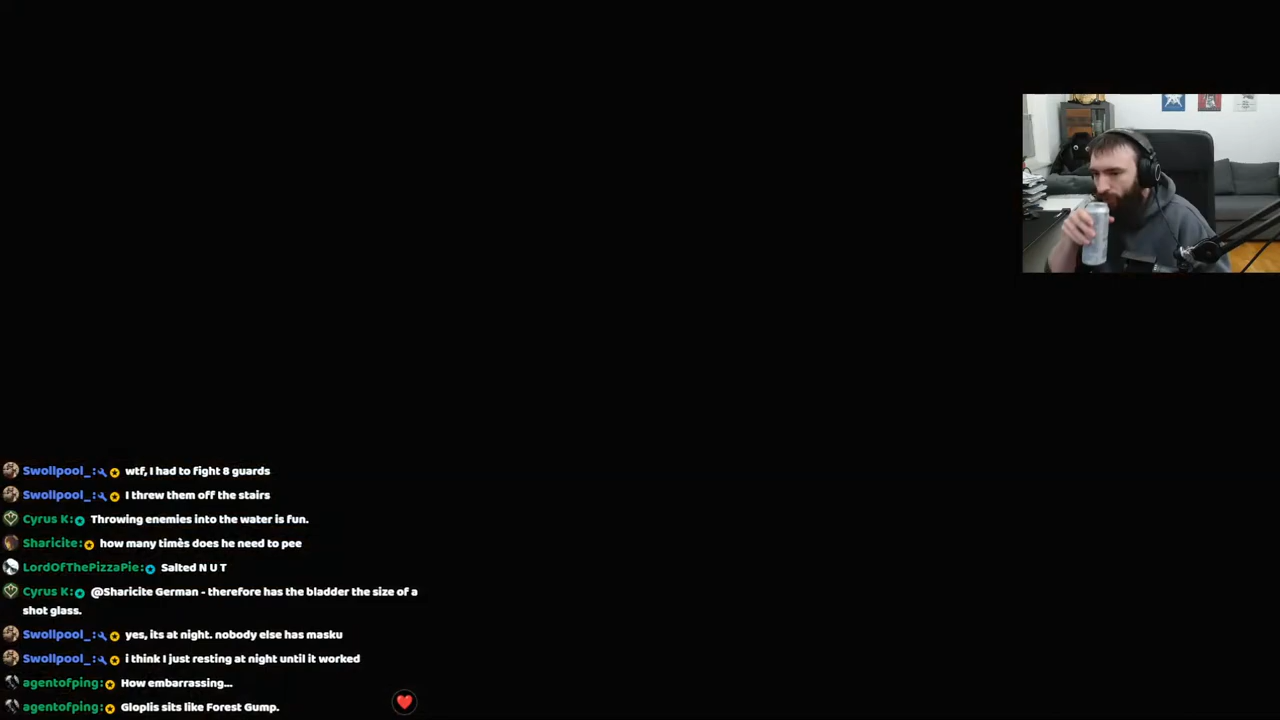 Swollpool_: wtf, I had to fight 8 guards
Swollpool_: I threw them off the stairs
Cyrus K: Throwing enemies into the water is fun.
Sharicite: how many timès does he need to pee
LordOfThePizzaPie: Salted N U T
Cyrus K: @Sharicite German - therefore has the bladder the size of a
shot glass.
Swollpool_: yes, its at night. nobody else has masku
Swollpool_: i think I just resting at night until it worked
agentofping: How embarrassing...
agentofping: Gloplis sits like Forest Gump.